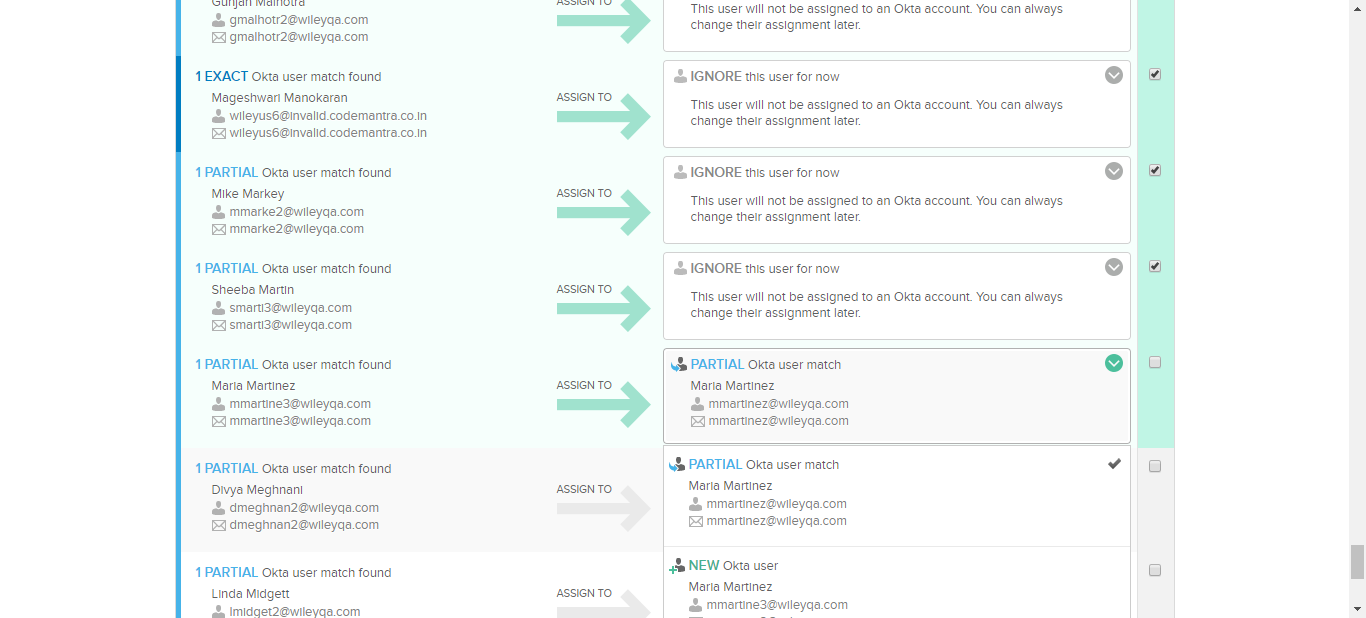 Gunjan Malhotra
gmalhotr2@wileyqa.com
gmalhotr2@wileyqa.com
ASSIGN TO
This user will not be assigned to an Okta account. You can always
change their assignment later.
1 EXACT Okta user match found
Mageshwari Manokaran
wileyus6@invalid.codemantra.co.in
wileyus6@invalid.codemantra.co.in
ASSIGN TO
IGNORE this user for now
This user will not be assigned to an Okta account. You can always
change their assignment later.
1 PARTIAL Okta user match found
Mike Markey
mmarke2@wileyqa.com
mmarke2@wileyqa.com
ASSIGN TO
IGNORE this user for now
This user will not be assigned to an Okta account. You can always
change their assignment later.
1 PARTIAL Okta user match found
Sheeba Martin
smarti3@wileyqa.com
smarti3@wileyqa.com
ASSIGN TO
IGNORE this user for now
This user will not be assigned to an Okta account. You can always
change their assignment later.
1 PARTIAL Okta user match found
Maria Martinez
mmartine3@wileyqa.com
mmartine3@wileyqa.com
ASSIGN TO
PARTIAL Okta user match
Maria Martinez
mmartinez@wileyqa.com
mmartinez@wileyqa.com
1 PARTIAL Okta user match found
Divya Meghnani
dmeghnan2@wileyqa.com
dmeghnan2@wileyqa.com
ASSIGN TO
PARTIAL Okta user match
Maria Martinez
mmartinez@wileyqa.com
mmartinez@wileyqa.com
1 PARTIAL Okta user match found
Linda Midgett
lmidget2@wileyqa.com
ASSIGN TO
NEW Okta user
Maria Martinez
mmartine3@wileyqa.com